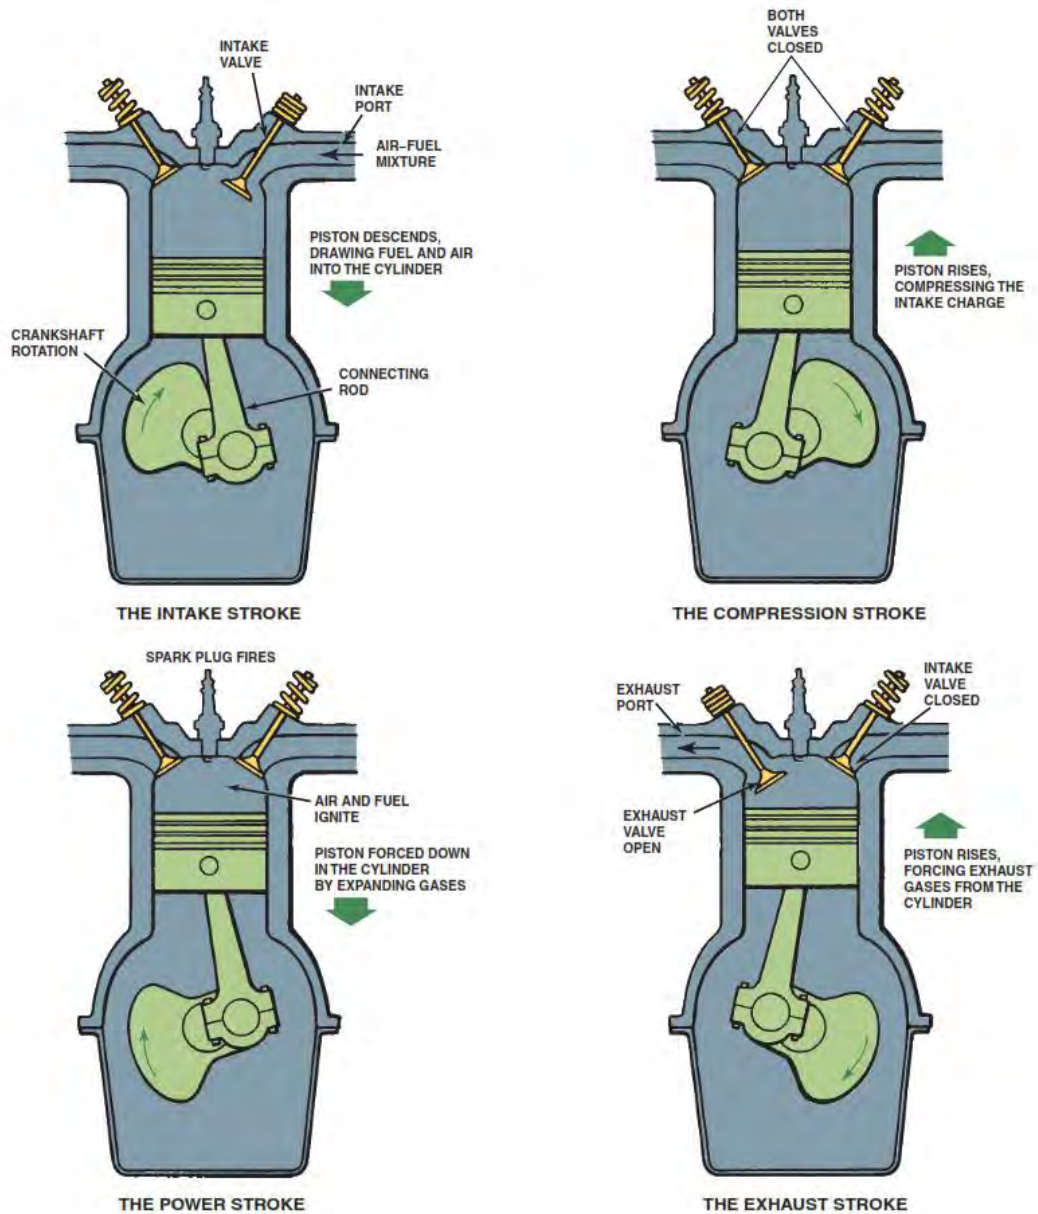 INTAKE
VALVE
INTAKE
PORT
AIR–FUEL
MIXTURE
PISTON DESCENDS,
DRAWING FUEL AND AIR
INTO THE CYLINDER
CRANKSHAFT
ROTATION
CONNECTING
ROD
THE INTAKE STROKE
BOTH
VALVES
CLOSED
PISTON RISES,
COMPRESSING THE
INTAKE CHARGE
THE COMPRESSION STROKE
SPARK PLUG FIRES
AIR AND FUEL
IGNITE
PISTON FORCED DOWN
IN THE CYLINDER
BY EXPANDING GASES
THE POWER STROKE
EXHAUST
PORT
INTAKE
VALVE
CLOSED
EXHAUST
VALVE
OPEN
PISTON RISES,
FORCING EXHAUST
GASES FROM THE
CYLINDER
THE EXHAUST STROKE